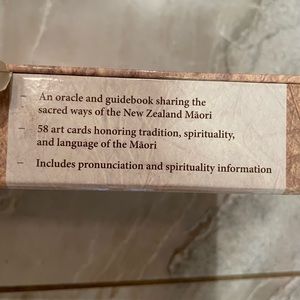 – An oracle and guidebook sharing the
sacred ways of the New Zealand Māori
– 58 art cards honoring tradition, spirituality,
and language of the Māori
– Includes pronunciation and spirituality information